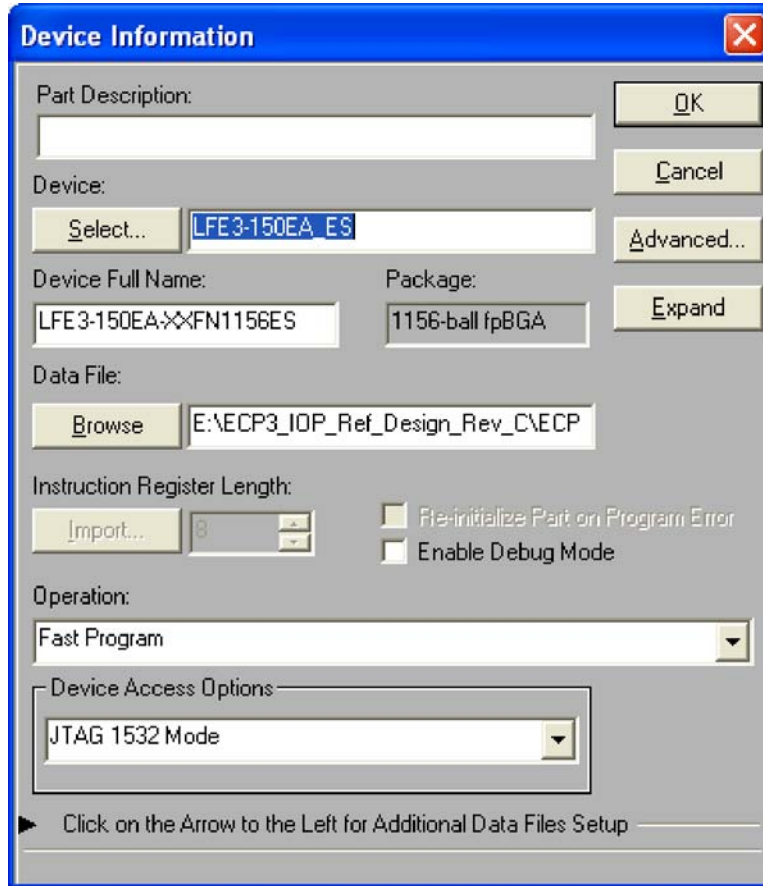 Device Information
Part Description:
OK
Cancel
Device:
Select...
LFE3-150EA_ES
Advanced...
Device Full Name:
Package:
LFE3-150EA-XXFN1156ES
1156-ball fpBGA
Expand
Data File:
Browse
E:\ECP3_IOP_Ref_Design_Rev_C\ECP
Instruction Register Length:
Import...
8
Re-initialize Part on Program Error
Enable Debug Mode
Operation:
Fast Program
Device Access Options
JTAG 1532 Mode
Click on the Arrow to the Left for Additional Data Files Setup